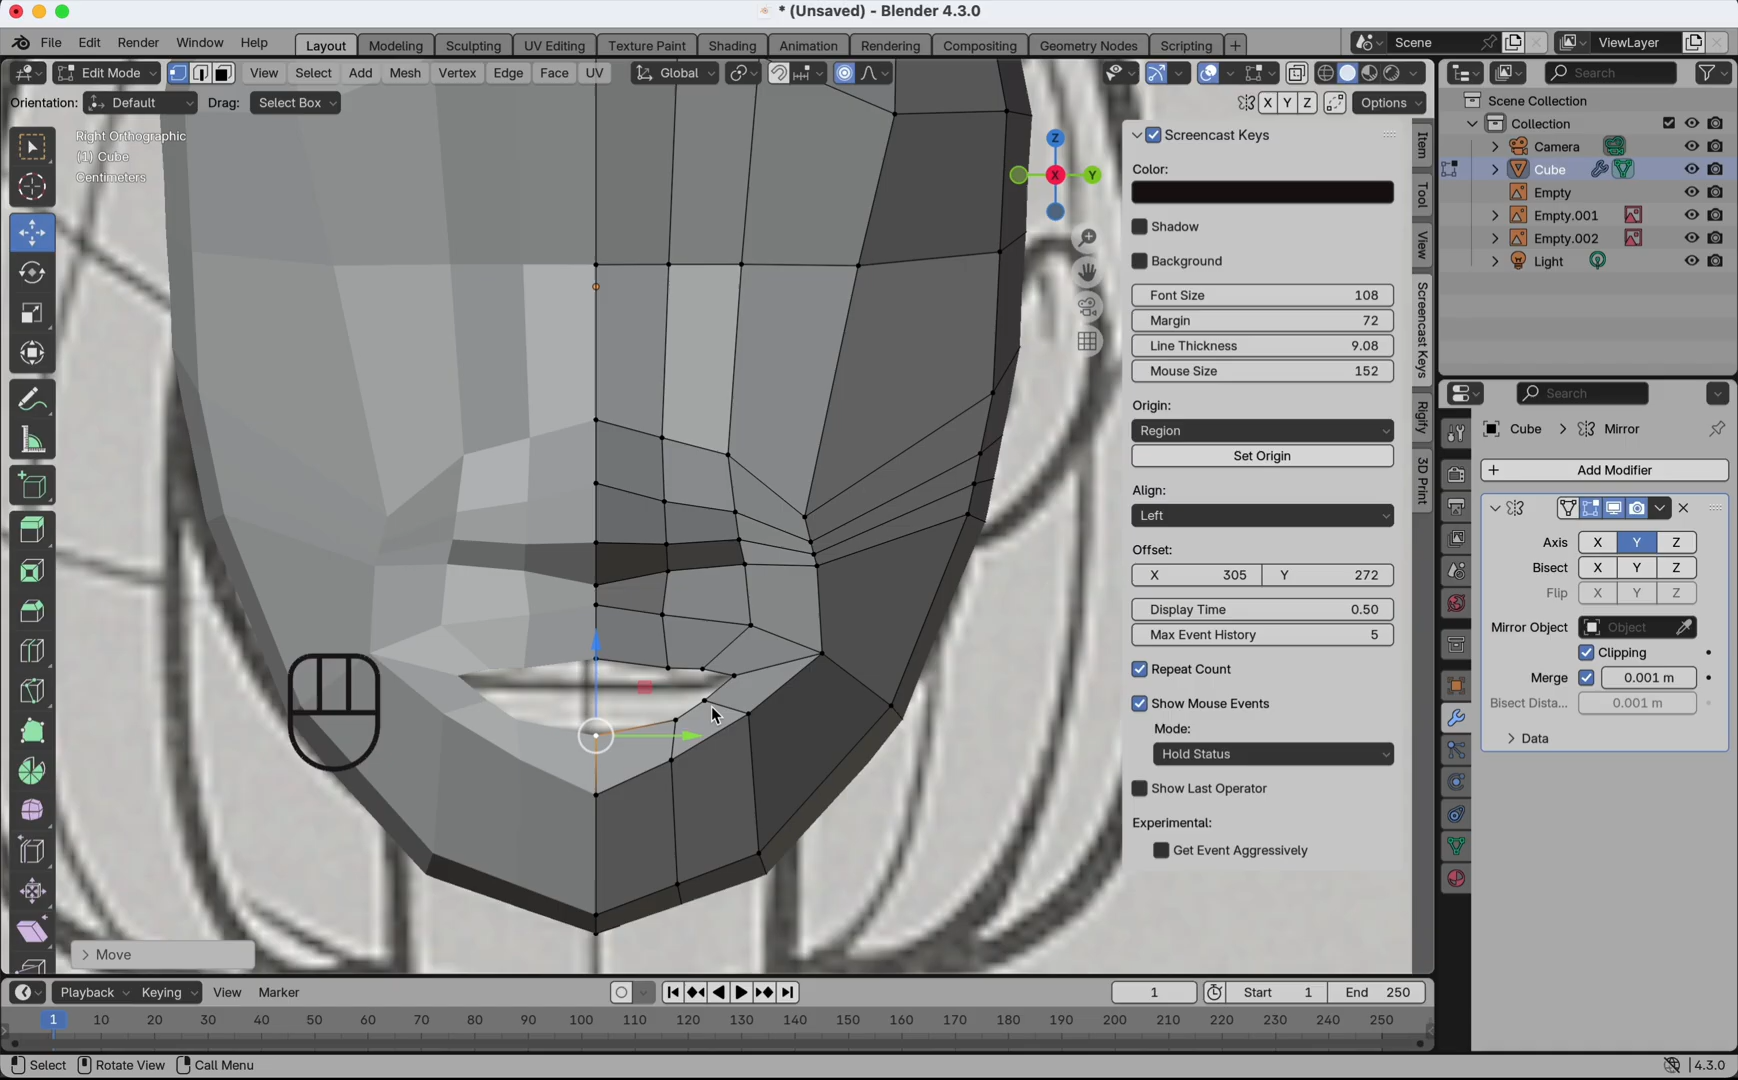 * (Unsaved) - Blender 4.3.0
File Edit Render Window Help Layout Modeling Sculpting UV Editing Texture Paint Shading Animation Rendering Compositing Geometry Nodes Scripting + Scene ViewLayer
Edit Mode View Select Add Mesh Vertex Edge Face UV Global Search
Orientation: Default Drag: Select Box X Y Z Options
Right Orthographic
(1) Cube
Centimeters
Z
X
Y
Screencast Keys
Color:
Shadow
Background
Font Size 108
Margin 72
Line Thickness 9.08
Mouse Size 152
Origin:
Region
Set Origin
Align:
Left
Offset:
X 305 Y 272
Display Time 0.50
Max Event History 5
Repeat Count
Show Mouse Events
Mode:
Hold Status
Show Last Operator
Experimental:
Get Event Aggressively
Item
Tool
View
Screencast Keys
Rigify
3D Print
Scene Collection
Collection
Camera
Cube
Empty
Empty.001
Empty.002
Light
Search
Cube > Mirror
+ Add Modifier
Axis X Y Z
Bisect X Y Z
Flip X Y Z
Mirror Object Object
Clipping
Merge 0.001 m
Bisect Dista... 0.001 m
Data
Move
Playback Keying View Marker 1 Start 1 End 250
1 10 20 30 40 50 60 70 80 90 100 110 120 130 140 150 160 170 180 190 200 210 220 230 240 250
Select Rotate View Call Menu 4.3.0